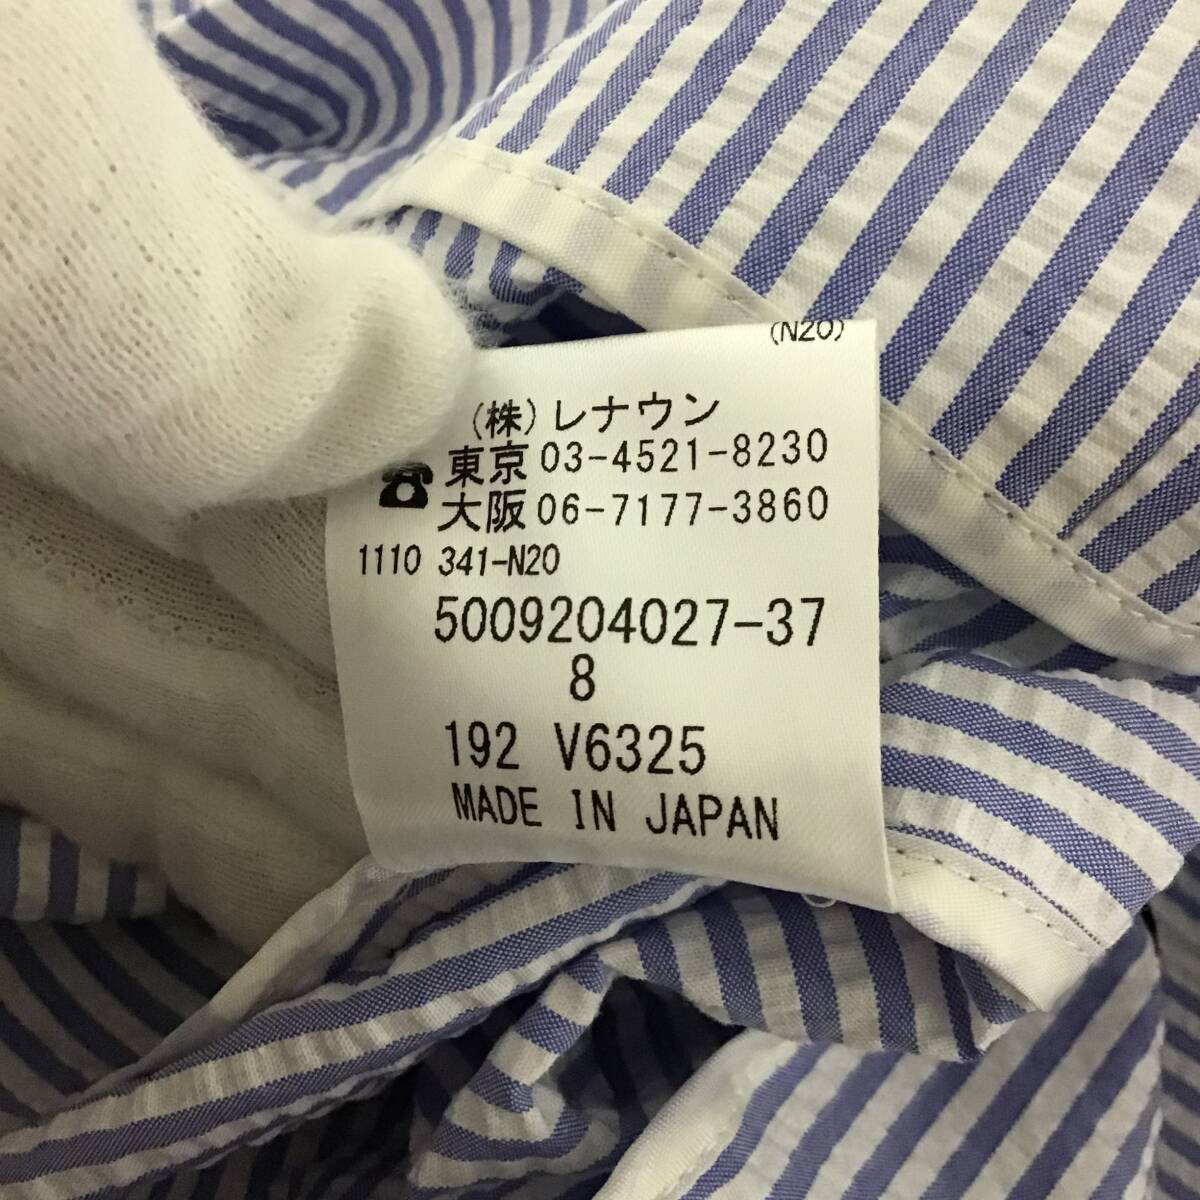 (N20)
(株)レナウン
☎東京 03-4521-8230
大阪 06-7177-3860
1110 341-N20
5009204027-37
8
192 V6325
MADE IN JAPAN